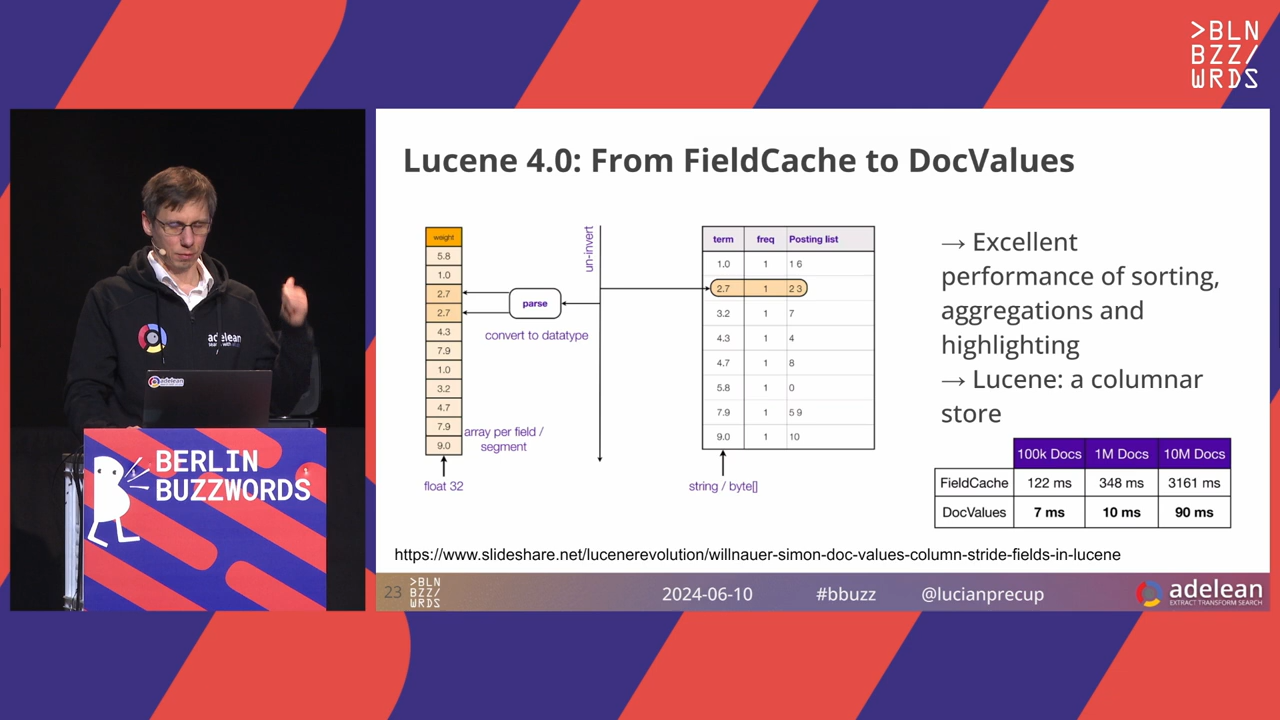 >BLN
BZZ/
WRDS
Lucene 4.0: From FieldCache to DocValues
weight
5.8
1.0
2.7
2.7
4.3
7.9
1.0
3.2
4.7
7.9
9.0
float 32
array per field /
segment
parse
convert to datatype
un-invert
term freq Posting list
1.0 1 1 6
2.7 1 2 3
3.2 1 7
4.3 1 4
4.7 1 8
5.8 1 0
7.9 1 5 9
9.0 1 10
string / byte[]
→ Excellent
performance of sorting,
aggregations and
highlighting
→ Lucene: a columnar
store
100k Docs 1M Docs 10M Docs
FieldCache 122 ms 348 ms 3161 ms
DocValues 7 ms 10 ms 90 ms
https://www.slideshare.net/lucenerevolution/willnauer-simon-doc-values-column-stride-fields-in-lucene
23
>BLN
BZZ/
WRDS
2024-06-10 #bbuzz @lucianprecup
adelean
EXTRACT TRANSFORM SEARCH
adelean
adelean
BERLIN
BUZZWORDS